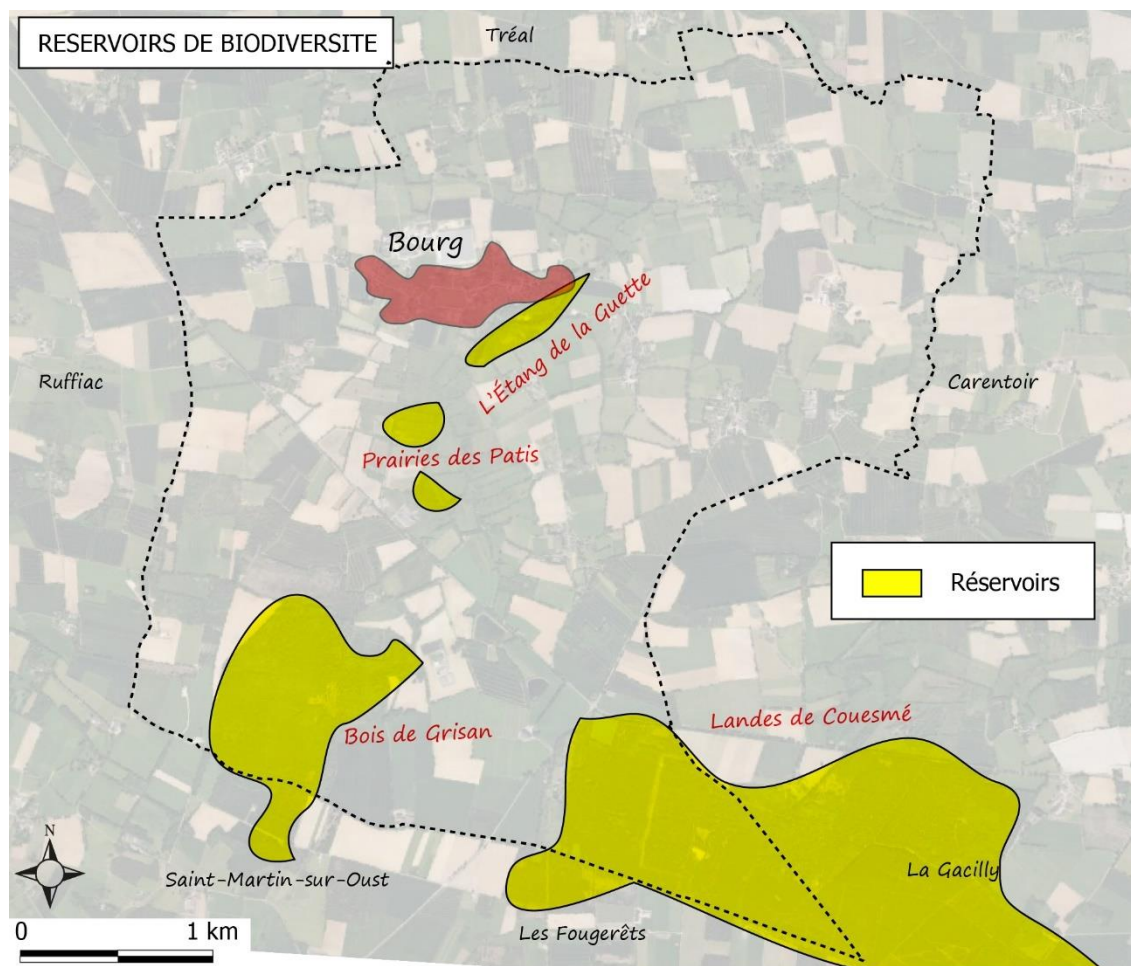 RESERVOIRS DE BIODIVERSITE
Tréal
Bourg
L'Étang de la Guette
Ruffiac
Carentoir
Prairies des Patis
Réservoirs
Landes de Couesmé
Bois de Grisan
N
La Gacilly
Saint-Martin-sur-Oust
Les Fougerêts
0 1 km